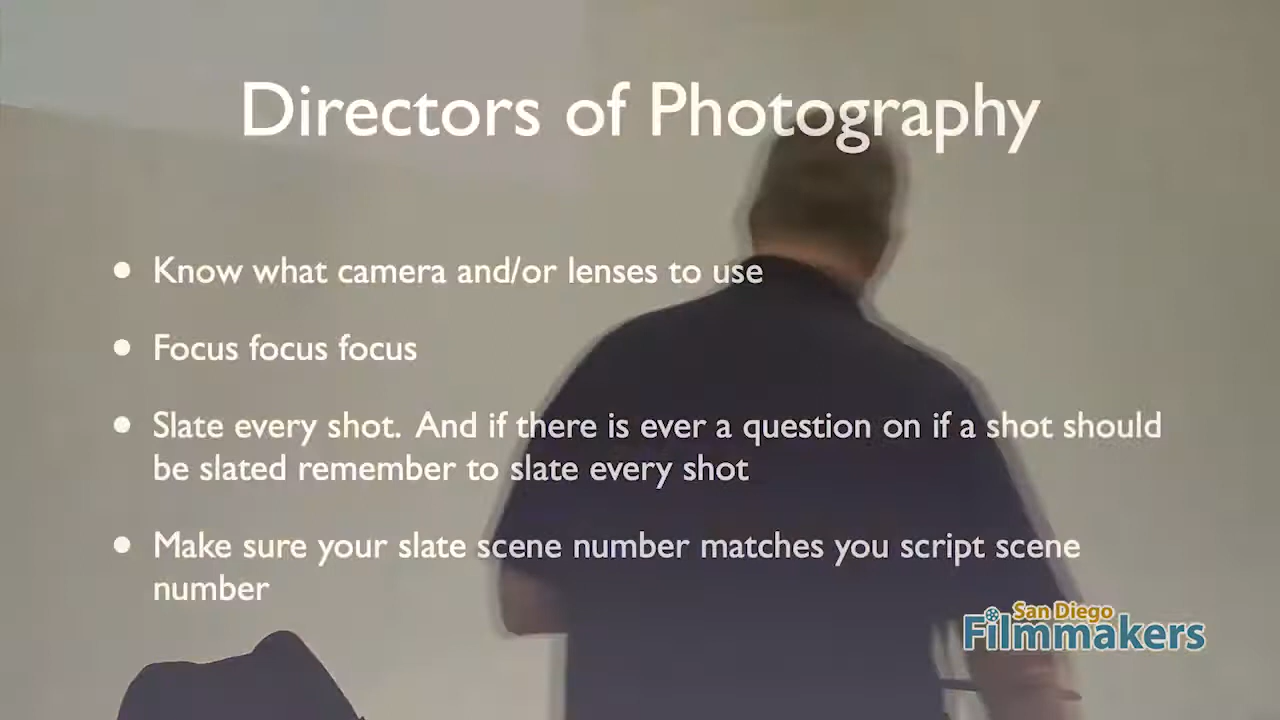 Directors of Photography
• Know what camera and/or lenses to use
• Focus focus focus
• Slate every shot. And if there is ever a question on if a shot should
be slated remember to slate every shot
• Make sure your slate scene number matches you script scene
number
San Diego
Filmmakers